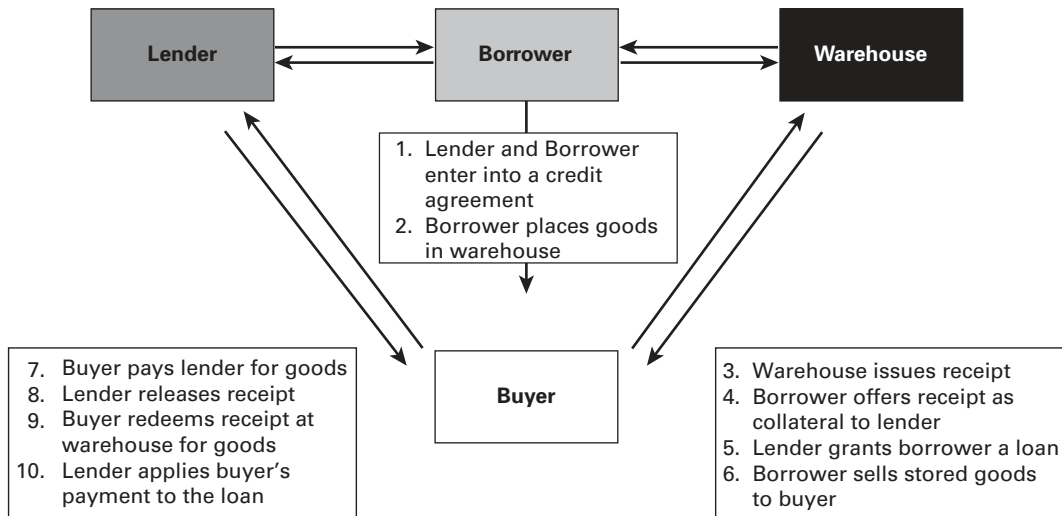 Lender
Borrower
Warehouse
1. Lender and Borrower
enter into a credit
agreement
2. Borrower places goods
in warehouse
7. Buyer pays lender for goods
8. Lender releases receipt
9. Buyer redeems receipt at
warehouse for goods
10. Lender applies buyer's
payment to the loan
Buyer
3. Warehouse issues receipt
4. Borrower offers receipt as
collateral to lender
5. Lender grants borrower a loan
6. Borrower sells stored goods
to buyer